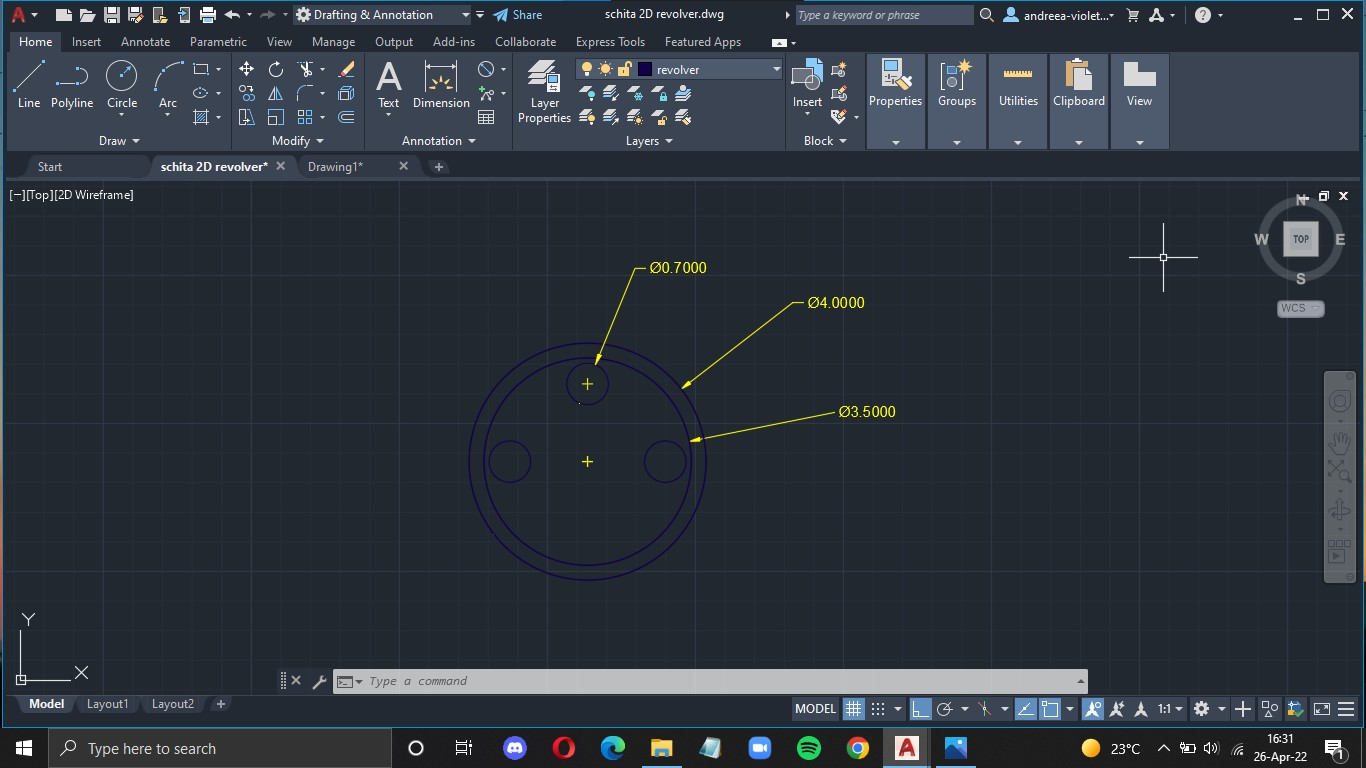 Drafting & Annotation
Share
schita 2D revolver.dwg
Type a keyword or phrase
andreea-violet...
Home Insert Annotate Parametric View Manage Output Add-ins Collaborate Express Tools Featured Apps
Line
Polyline
Circle
Arc
Draw
Modify
Text
Dimension
Annotation
Layer
Properties
revolver
Layers
Insert
Block
Properties
Groups
Utilities
Clipboard
View
Start
schita 2D revolver*
Drawing1*
[−][Top][2D Wireframe]
N
W
TOP
E
S
WCS
Ø0.7000
Ø4.0000
Ø3.5000
Y
X
Type a command
Model
Layout1
Layout2
MODEL
1:1
Type here to search
23°C
16:31
26-Apr-22
1